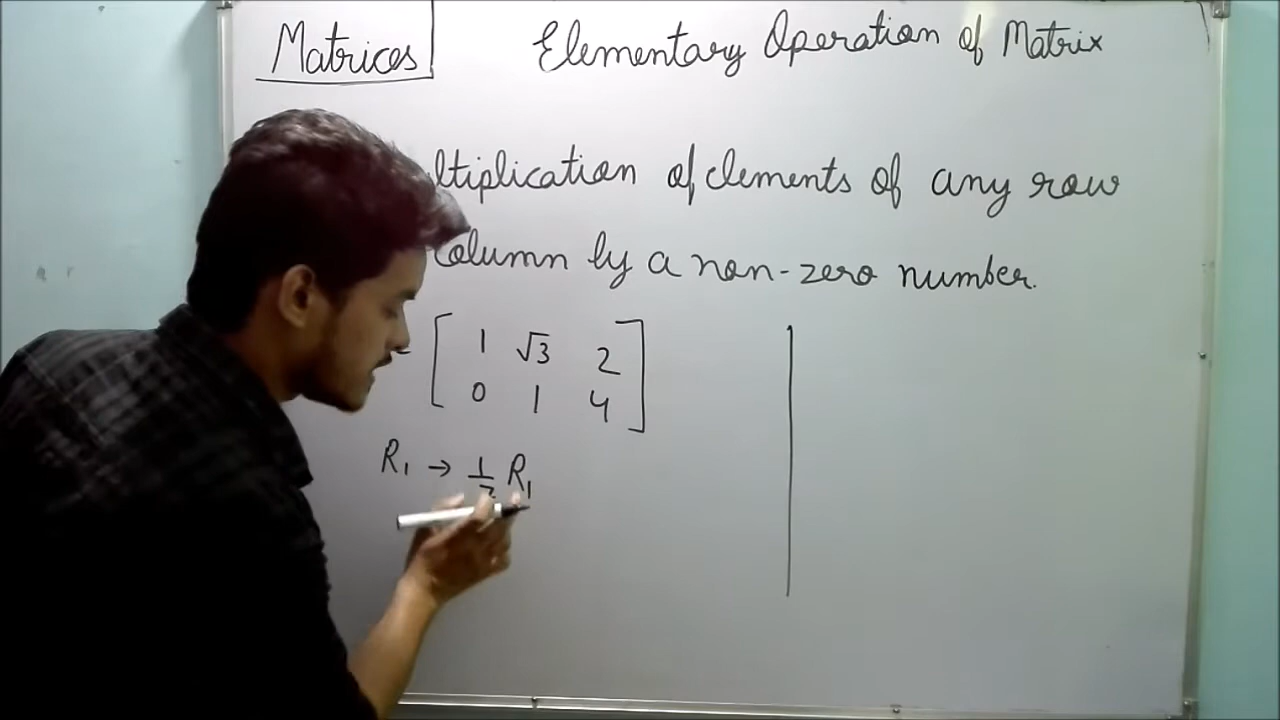 Matrices
Elementary Operation of Matrix
ltiplication of elements of any row
column by a non-zero number.
[ 1 √3 2
0 1 4 ]
R₁ → 1/ R₁